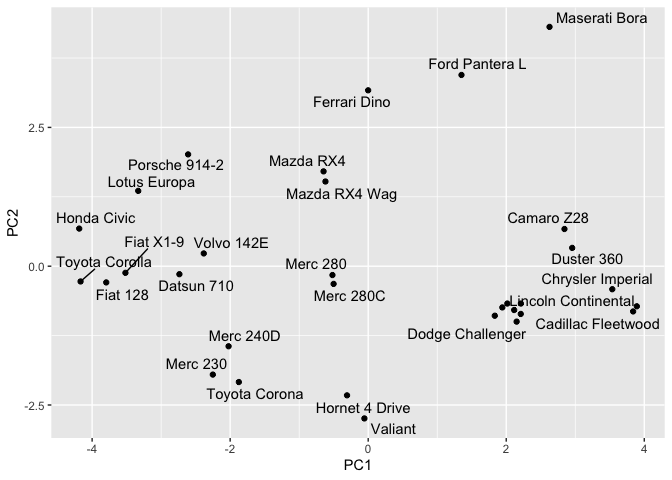 Maserati Bora
Ford Pantera L
Ferrari Dino
2.5
Porsche 914-2
Mazda RX4
Lotus Europa
Mazda RX4 Wag
Honda Civic
Camaro Z28
PC2
Fiat X1-9
Volvo 142E
Duster 360
Toyota Corolla
Merc 280
0.0
Chrysler Imperial
Datsun 710
Fiat 128
Merc 280C
Lincoln Continental
Cadillac Fleetwood
Dodge Challenger
Merc 240D
Merc 230
Toyota Corona
-2.5
Hornet 4 Drive
Valiant
-4 -2 0 2 4
PC1